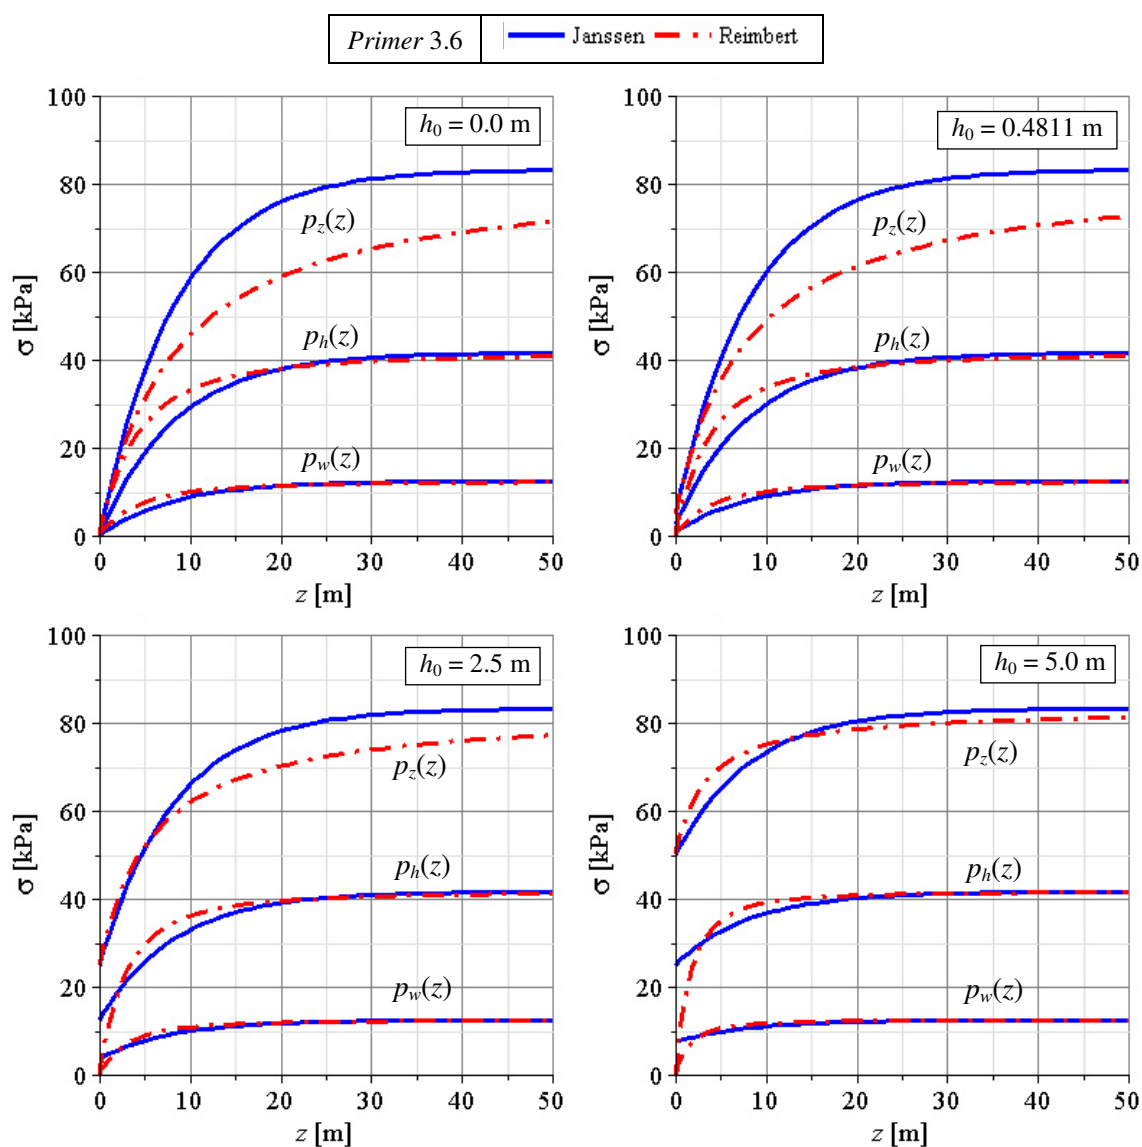 Primer 3.6
Janssen
Reimbert
h0 = 0.0 m
100
80
60
40
20
0
σ [kPa]
pz(z)
ph(z)
pw(z)
0 10 20 30 40 50
z [m]
h0 = 0.4811 m
100
80
60
40
20
0
σ [kPa]
pz(z)
ph(z)
pw(z)
0 10 20 30 40 50
z [m]
h0 = 2.5 m
100
80
60
40
20
0
σ [kPa]
pz(z)
ph(z)
pw(z)
0 10 20 30 40 50
z [m]
h0 = 5.0 m
100
80
60
40
20
0
σ [kPa]
pz(z)
ph(z)
pw(z)
0 10 20 30 40 50
z [m]